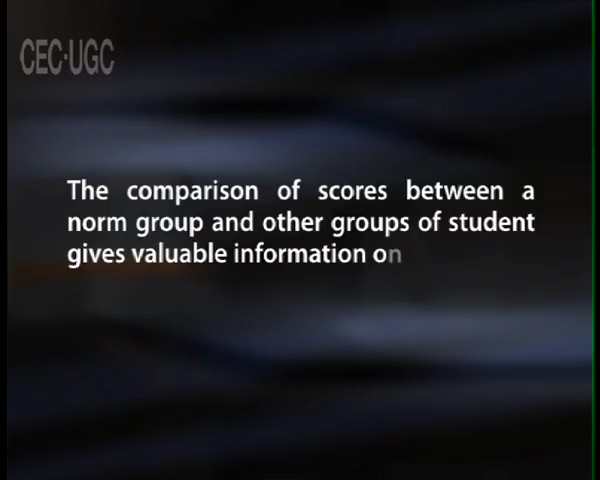 CEC-UGC
The comparison of scores between a
norm group and other groups of student
gives valuable information on